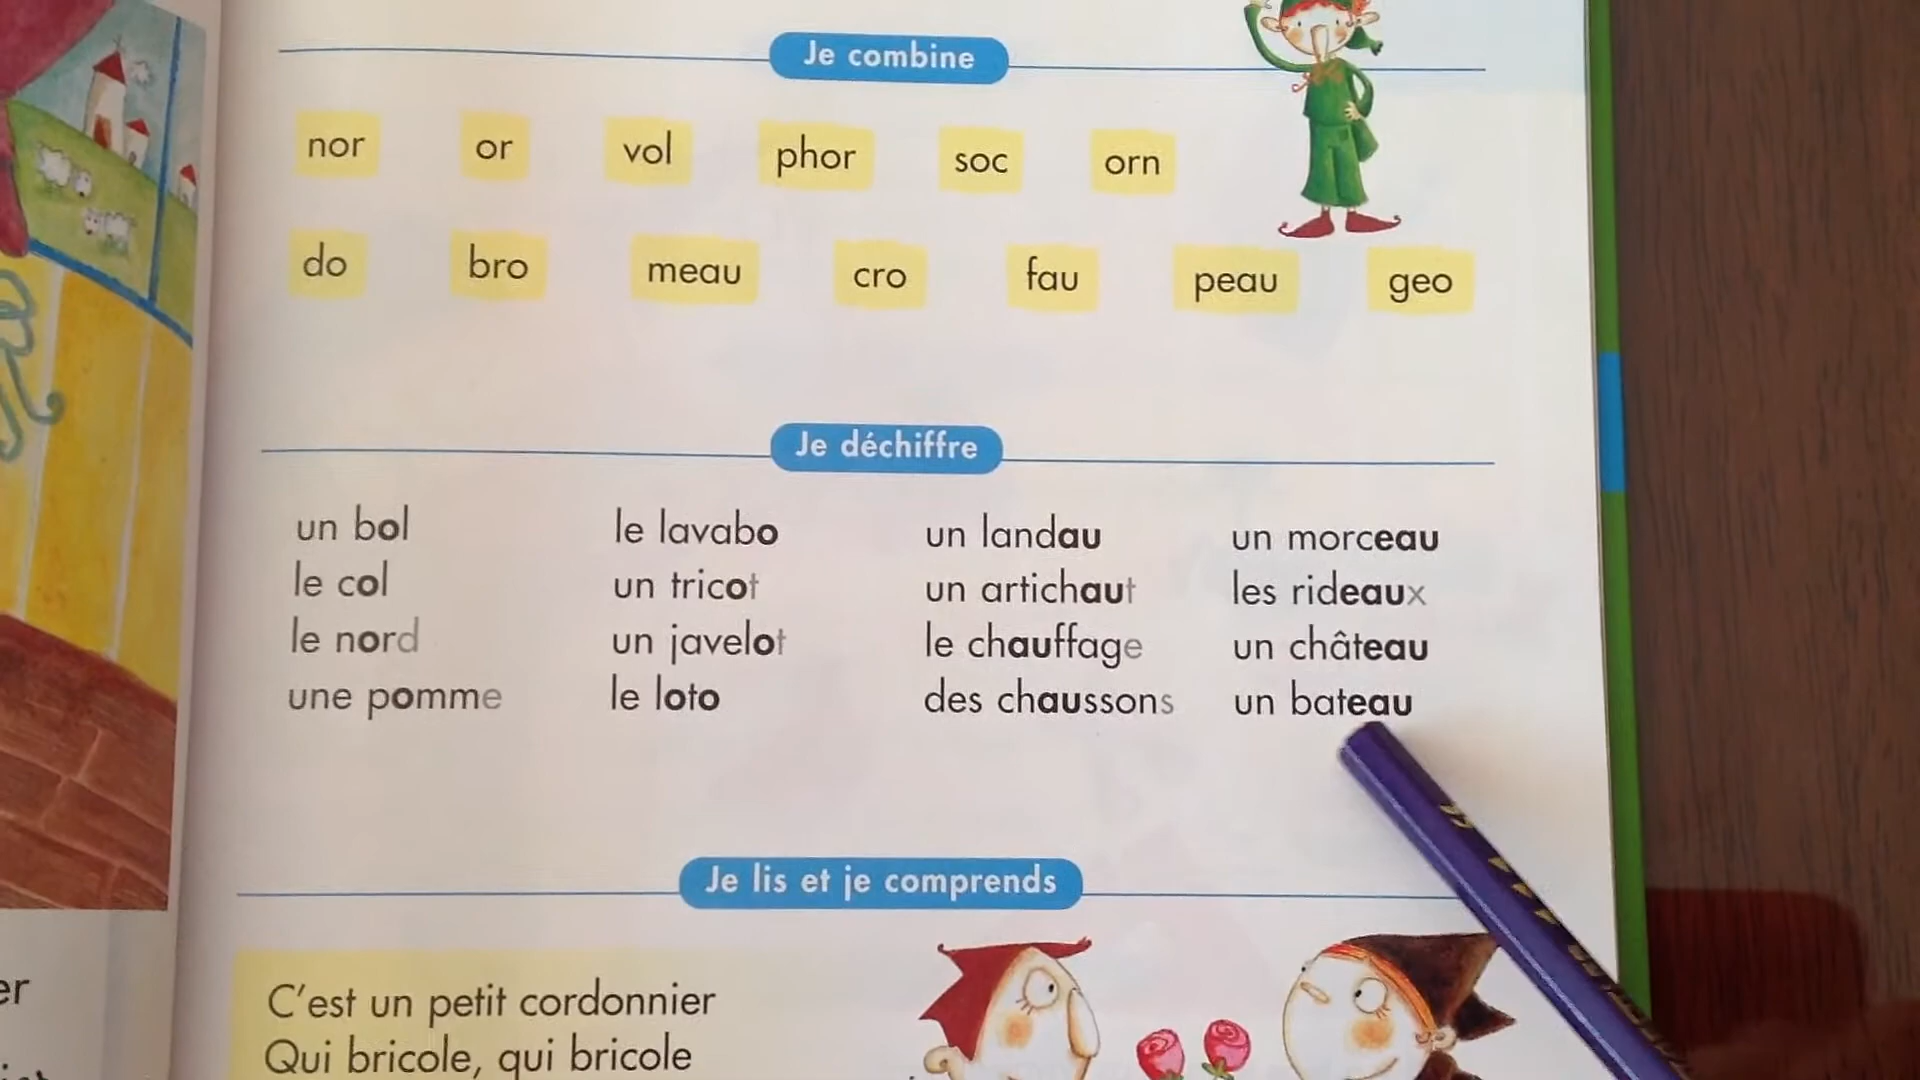 Je combine
nor or vol phor soc orn
do bro meau cro fau peau geo
Je déchiffre
un bol le lavabo un landau un morceau
le col un tricot un artichaut les rideaux
le nord un javelot le chauffage un château
une pomme le loto des chaussons un bateau
Je lis et je comprends
C'est un petit cordonnier
Qui bricole, qui bricole
er